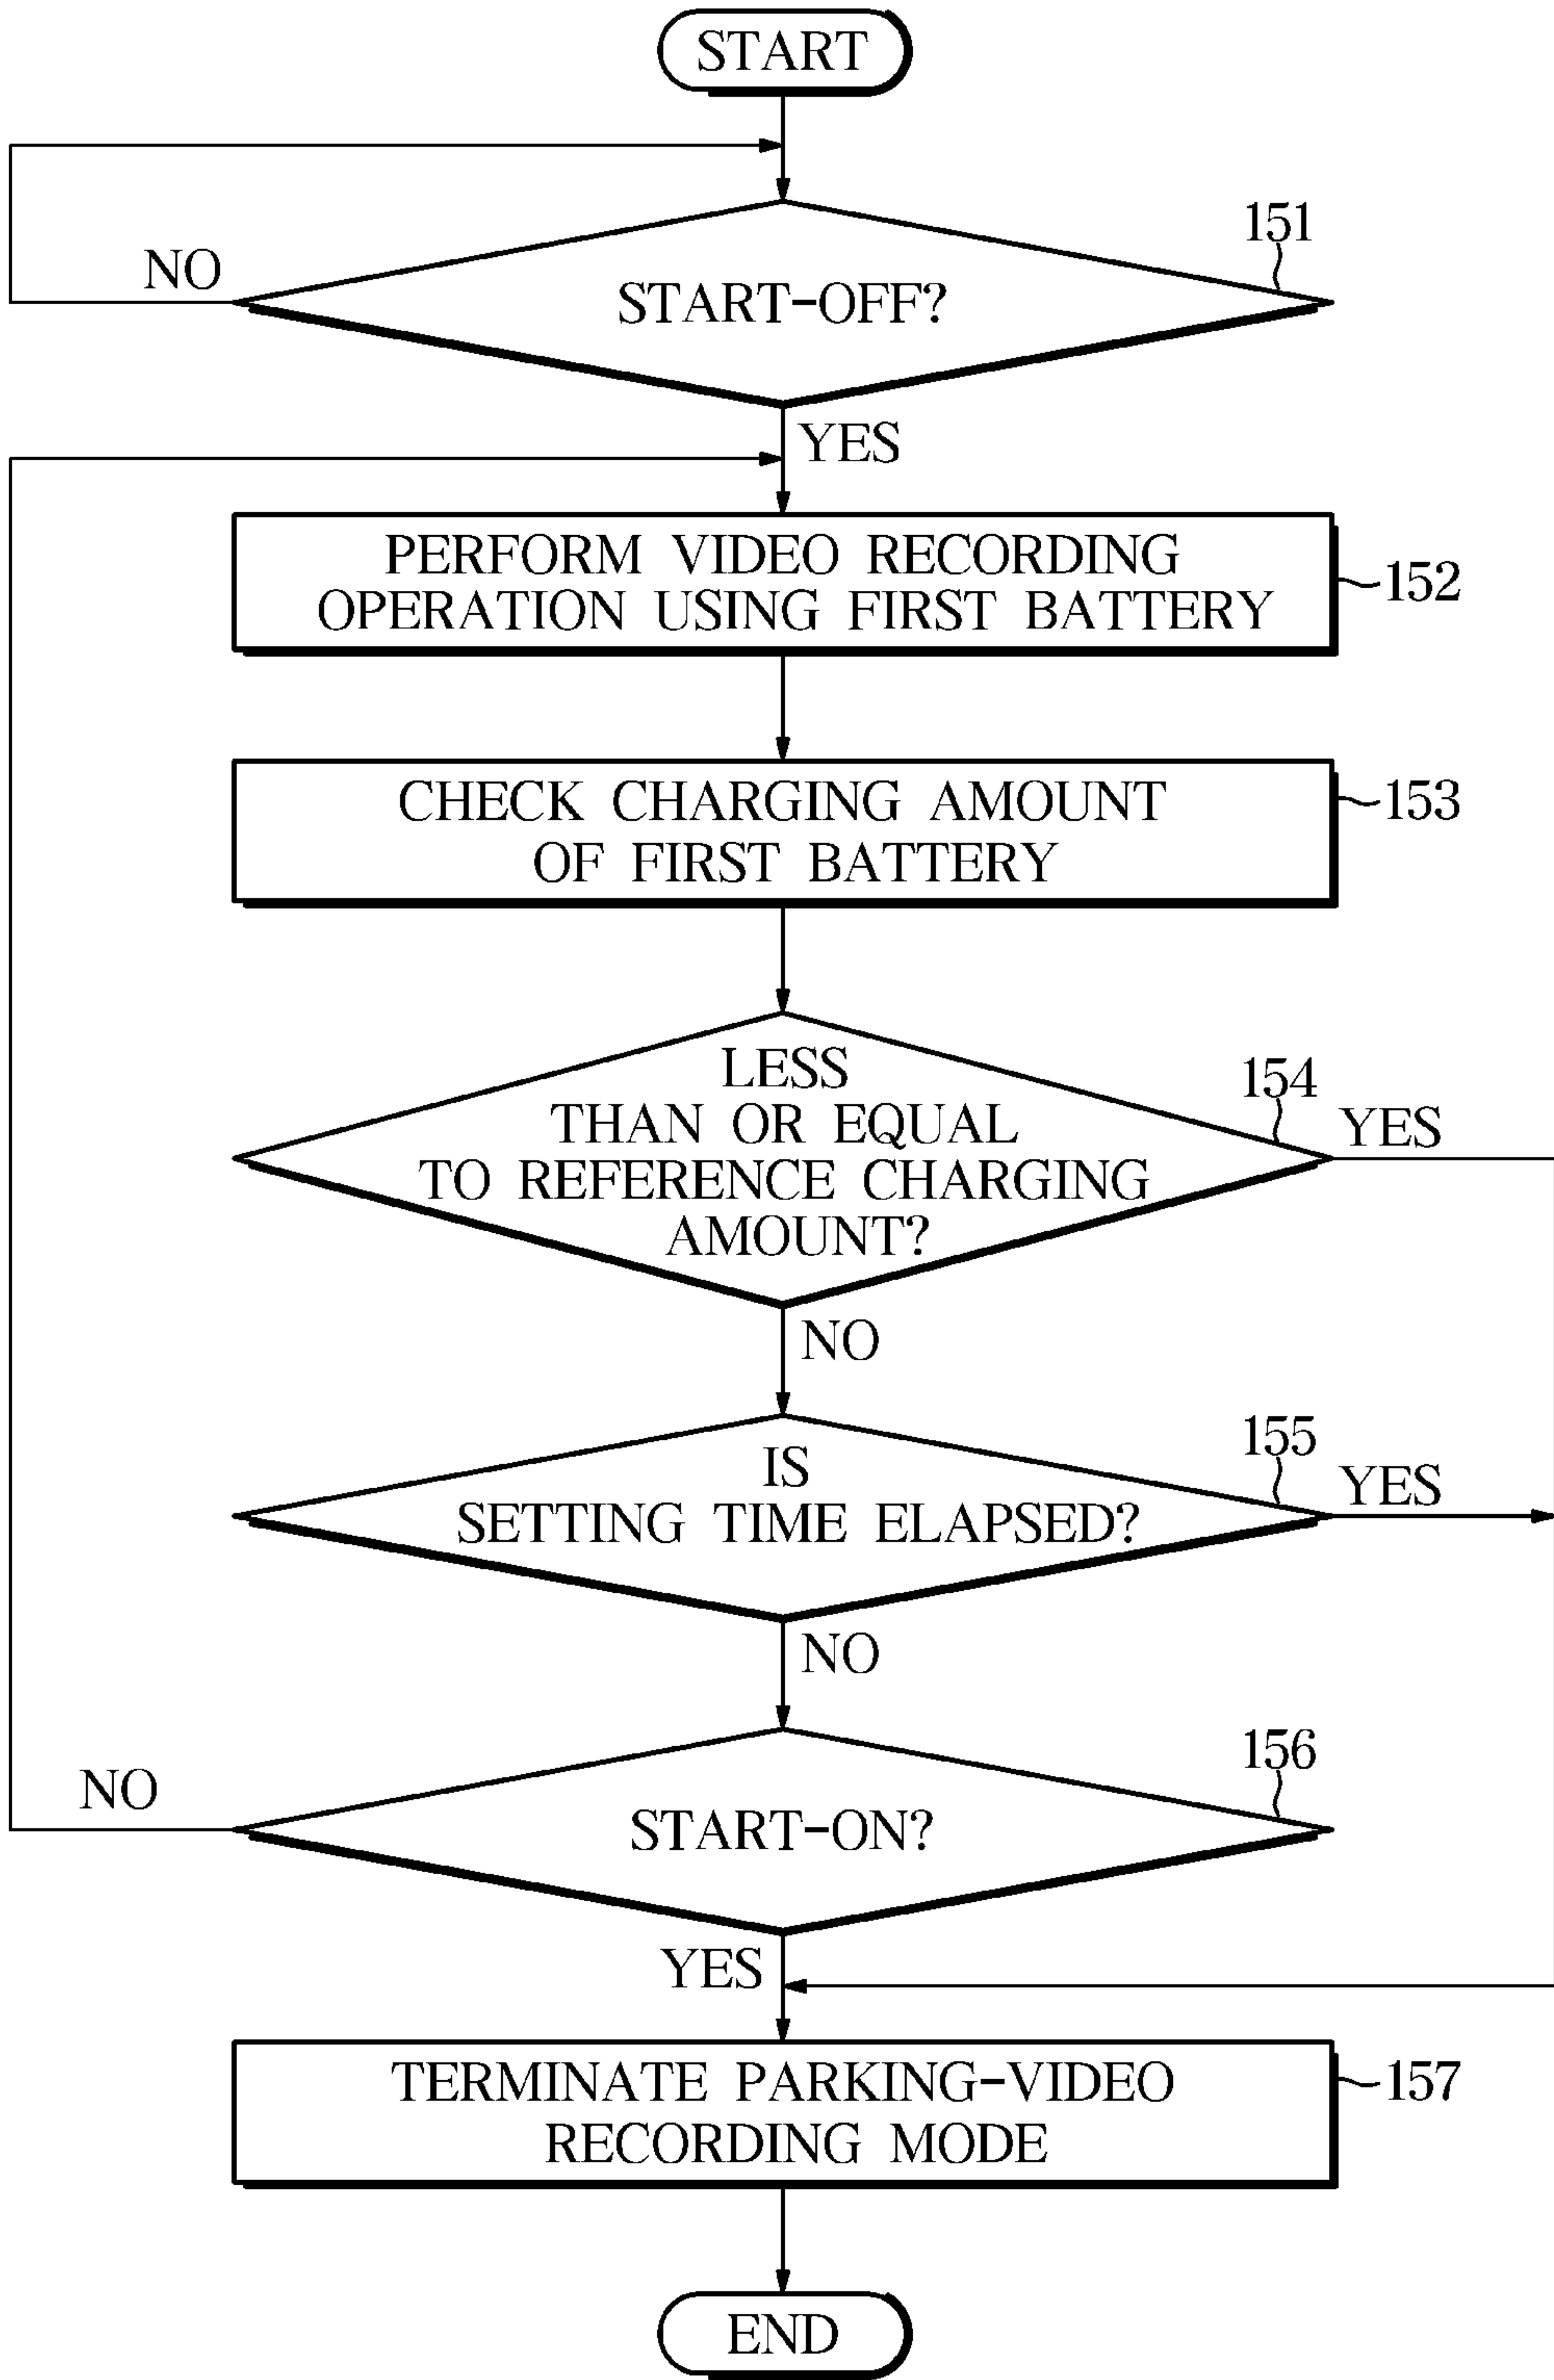 START
151
NO
START-OFF?
YES
PERFORM VIDEO RECORDING
OPERATION USING FIRST BATTERY
152
CHECK CHARGING AMOUNT
OF FIRST BATTERY
153
LESS
THAN OR EQUAL
TO REFERENCE CHARGING
AMOUNT?
154
YES
NO
155
IS
SETTING TIME ELAPSED?
YES
NO
156
NO
START-ON?
YES
TERMINATE PARKING-VIDEO
RECORDING MODE
157
END